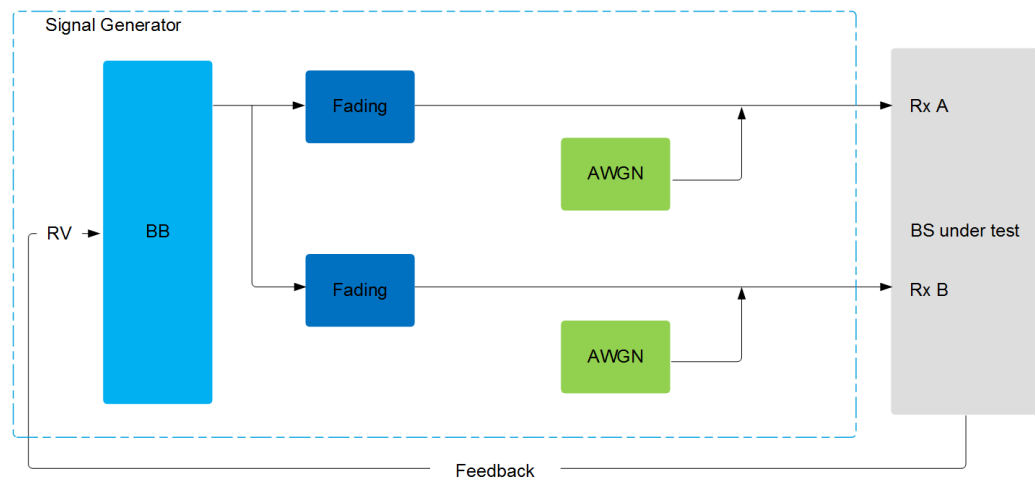 Signal Generator
Fading
Rx A
AWGN
RV
BB
BS under test
Fading
Rx B
AWGN
Feedback